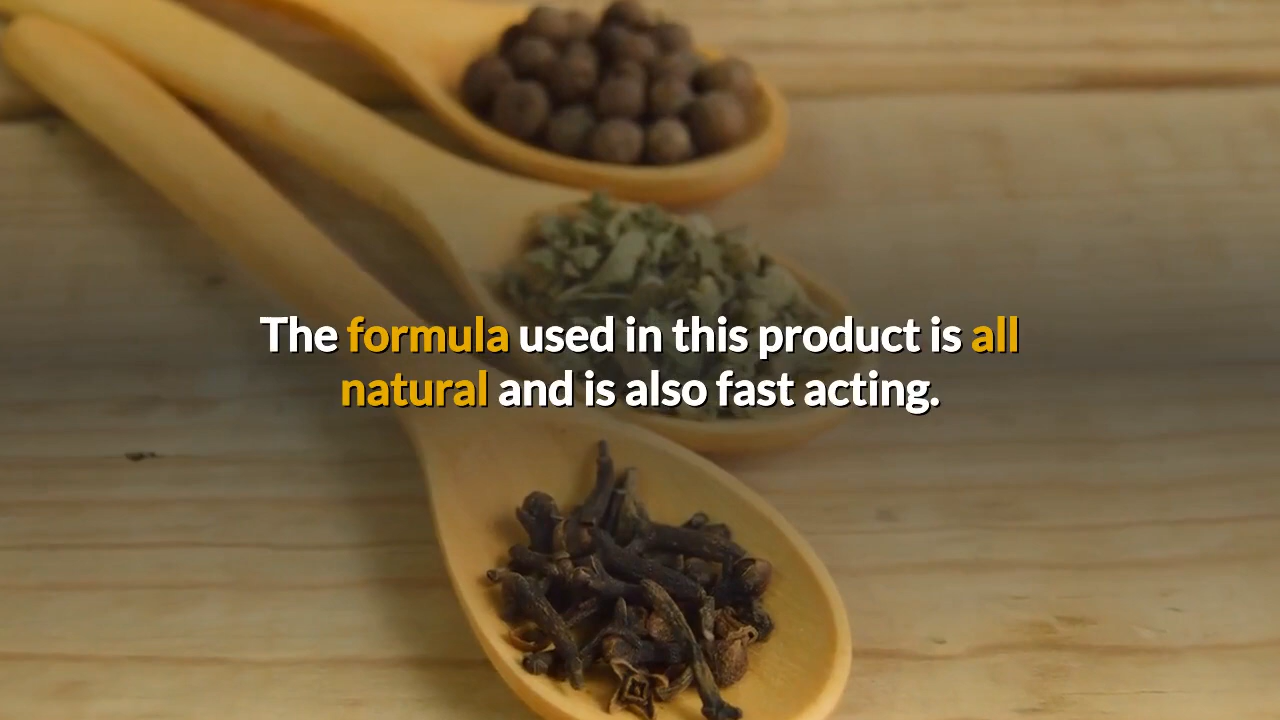 The formula used in this product is all
natural and is also fast acting.